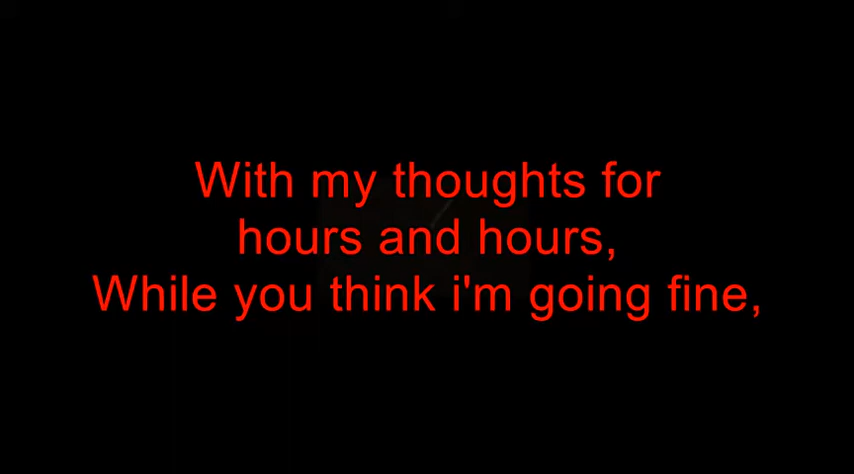 With my thoughts for
hours and hours,
While you think i'm going fine,